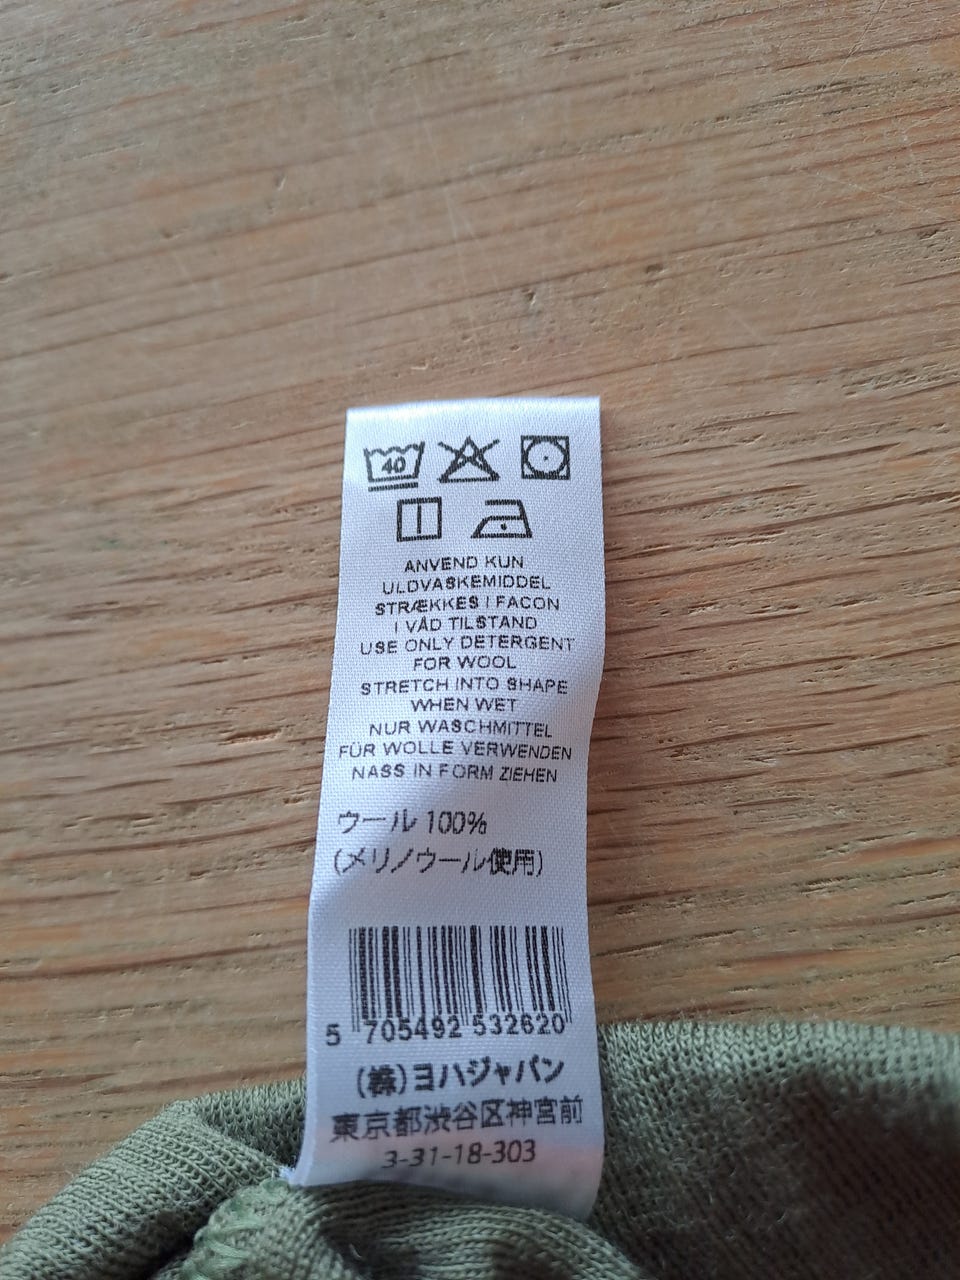 40
ANVEND KUN
ULDVASKEMIDDEL
STRÆKKES I FACON
I VÅD TILSTAND
USE ONLY DETERGENT
FOR WOOL
STRETCH INTO SHAPE
WHEN WET
NUR WASCHMITTEL
FÜR WOLLE VERWENDEN
NASS IN FORM ZIEHEN
ウール 100%
(メリノウール使用)
5 705492 532620
(株)ヨハジャパン
東京都渋谷区神宮前
3-31-18-303